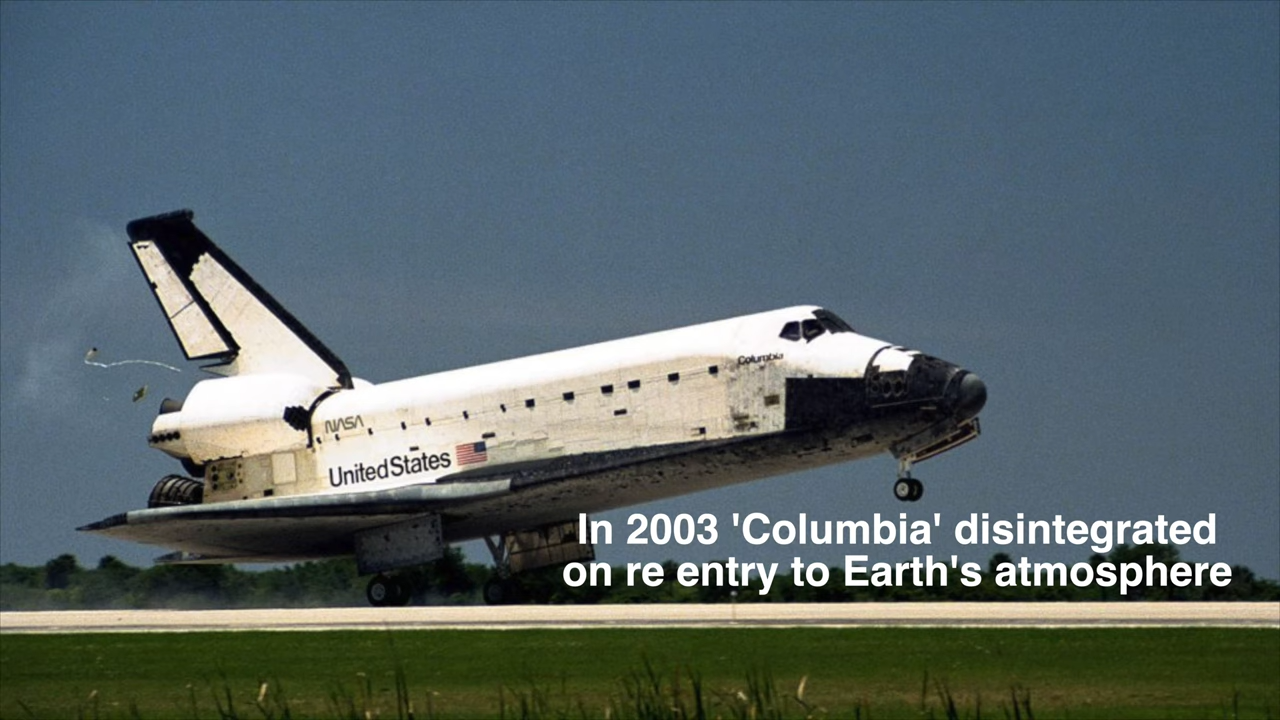 Columbia
NASA
United States
In 2003 'Columbia' disintegrated
on re entry to Earth's atmosphere